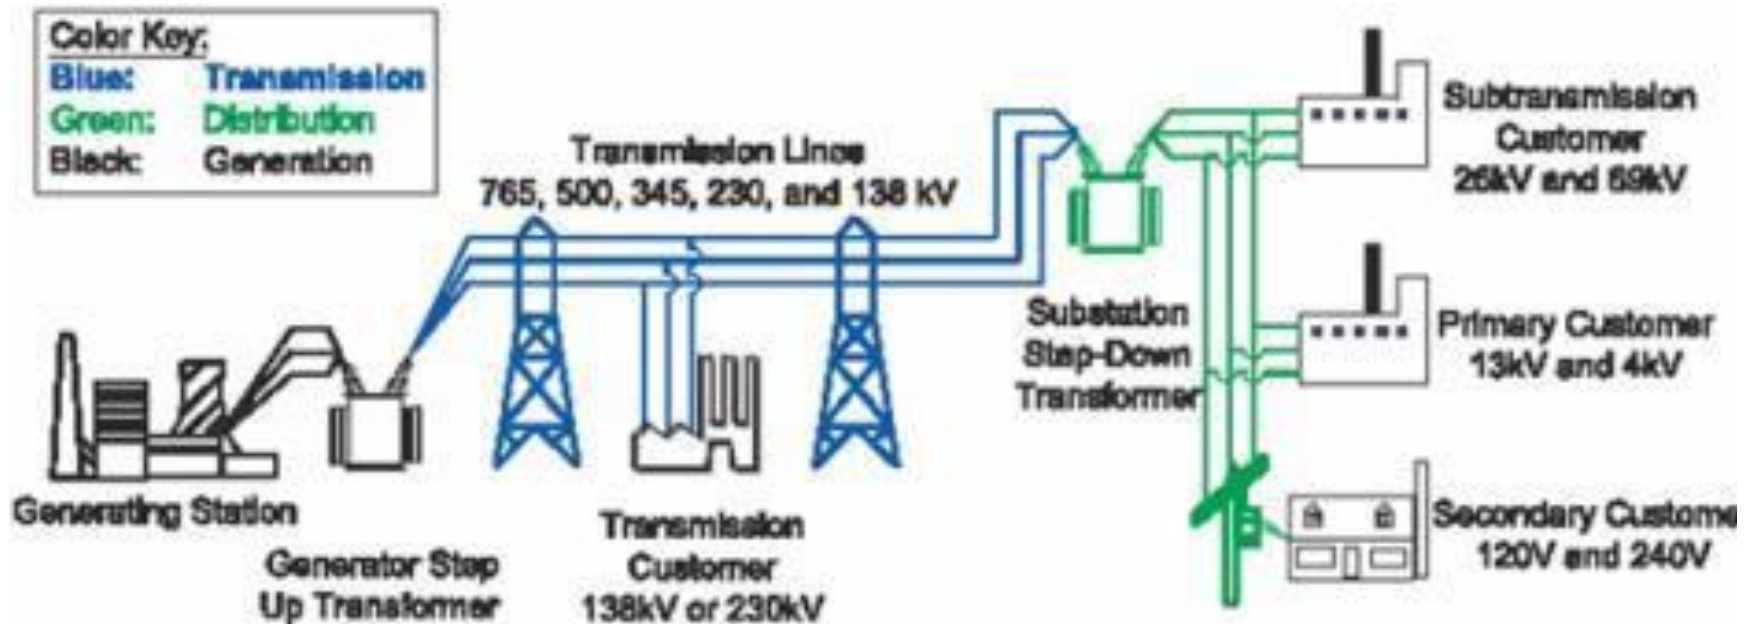 Color Key:
Blue: Transmission
Green: Distribution
Black: Generation
Transmission Lines
765, 500, 345, 230, and 138 kV
Subtransmission
Customer
26kV and 69kV
Substation
Step-Down
Transformer
Primary Customer
13kV and 4kV
Generating Station
Generator Step
Up Transformer
Transmission
Customer
138kV or 230kV
Secondary Custome
120V and 240V